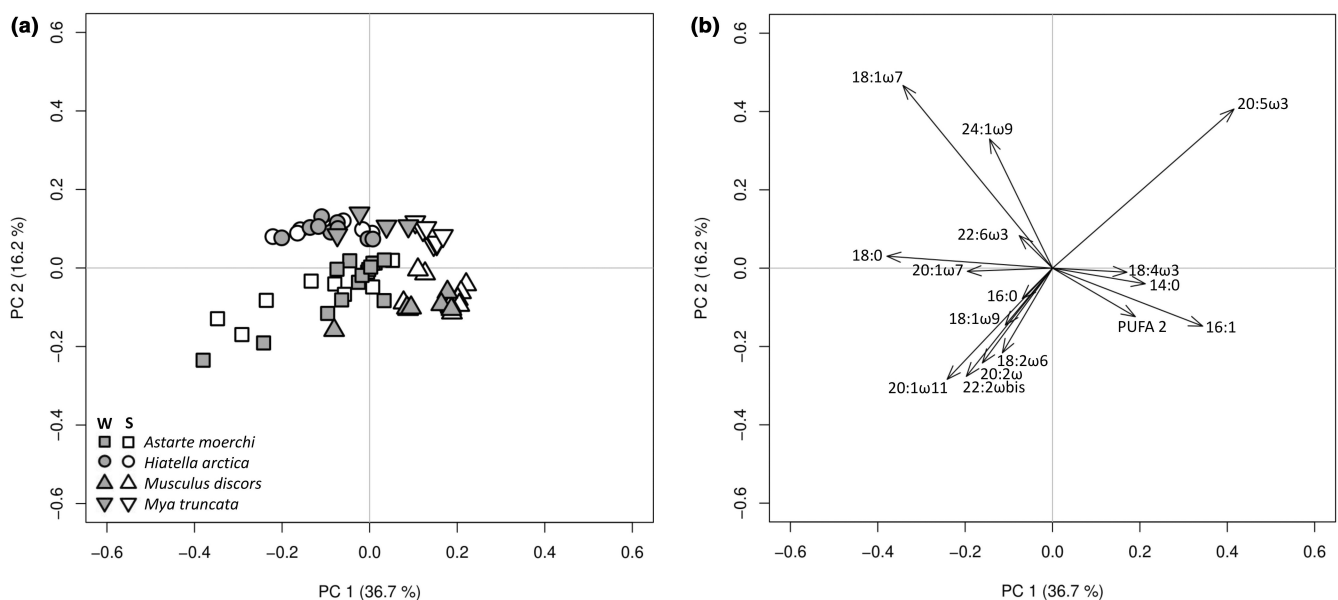 (a)
PC 2 (16.2 %)
0.6
0.4
0.2
0.0
−0.2
−0.4
−0.6
W S
Astarte moerchi
Hiatella arctica
Musculus discors
Mya truncata
−0.6 −0.4 −0.2 0.0 0.2 0.4 0.6
PC 1 (36.7 %)
(b)
PC 2 (16.2 %)
0.6
0.4
0.2
0.0
−0.2
−0.4
−0.6
18:1ω7
20:5ω3
24:1ω9
22:6ω3
18:0
20:1ω7
18:4ω3
14:0
16:0
18:1ω9
PUFA 2
16:1
18:2ω6
20:2ω
20:1ω11
22:2ωbis
−0.6 −0.4 −0.2 0.0 0.2 0.4 0.6
PC 1 (36.7 %)